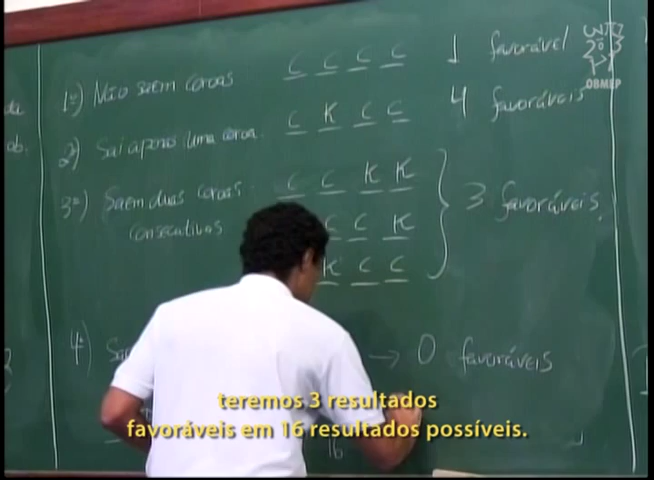 1º) Não saem coroas C C C C 1 favorável
OBMEP
2) Sai apenas uma coroa. C K C C 4 favoráveis
3º) Saem duas coroas C C K K 3 favoráveis.
consecutivas C C K
K C C
4º) → 0 favoráveis
teremos 3 resultados
favoráveis em 16 resultados possíveis.
16